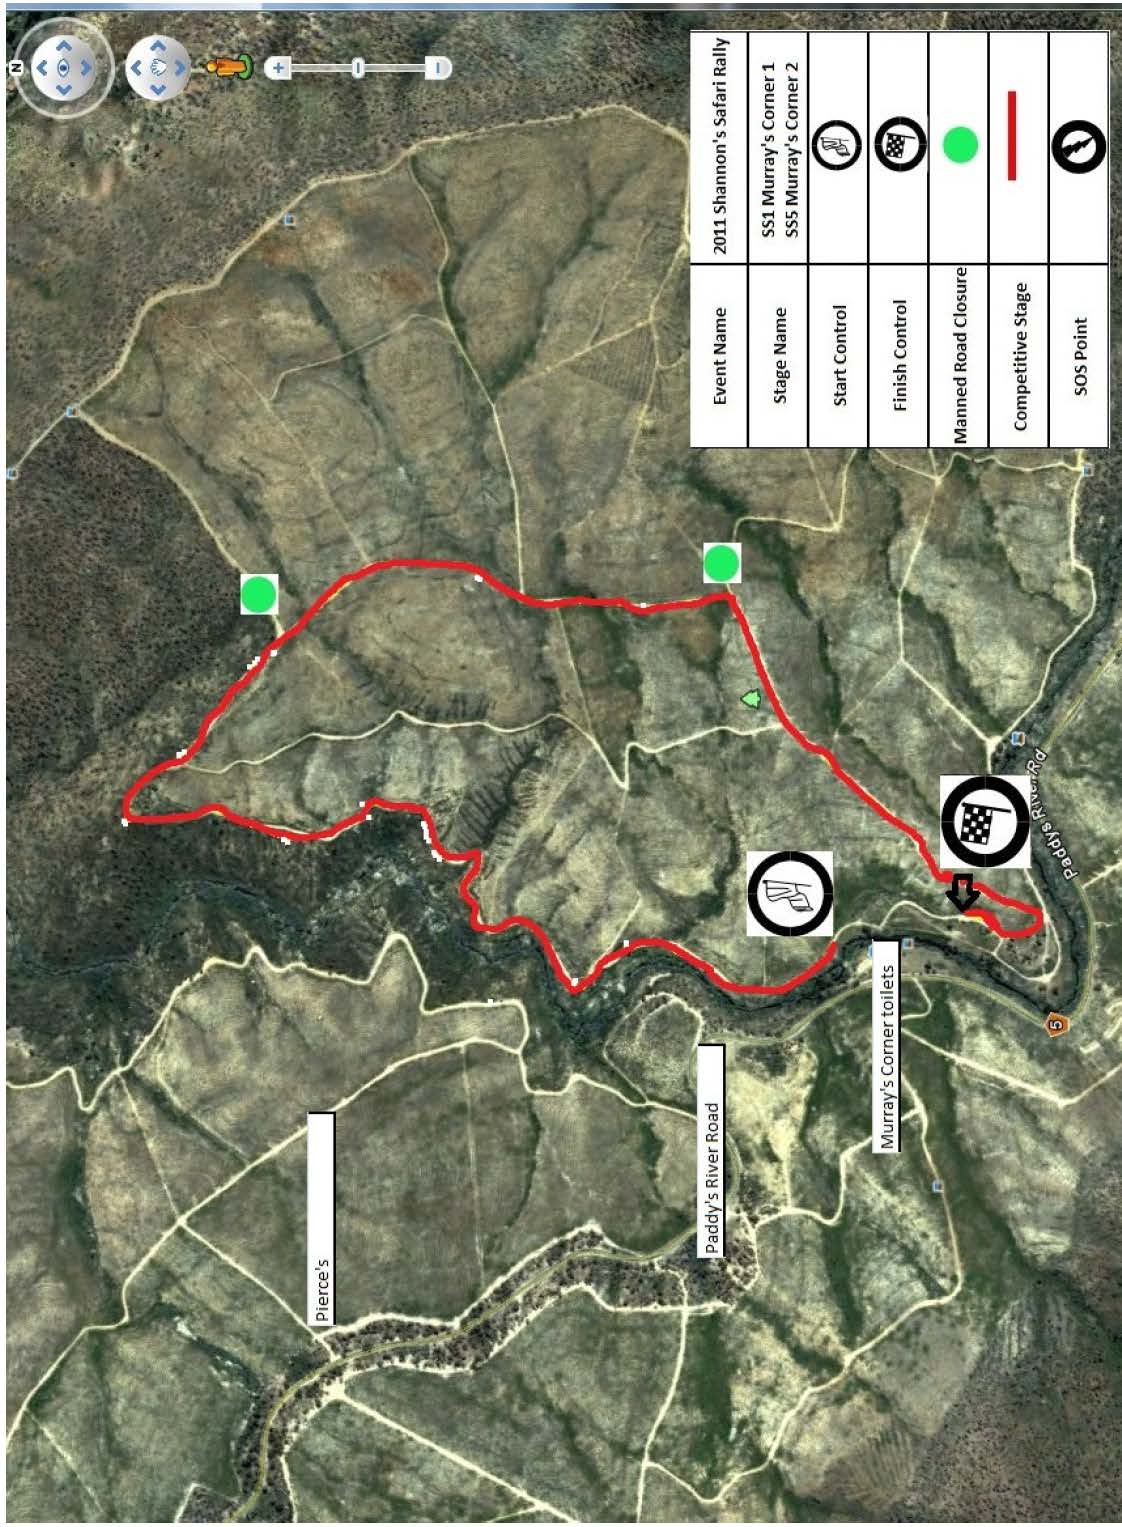 N
Event Name
2011 Shannon's Safari Rally
Stage Name
SS1 Murray's Corner 1
SS5 Murray's Corner 2
Start Control
Finish Control
Manned Road Closure
Competitive Stage
SOS Point
Pierce's
Paddy's River Road
Murray's Corner toilets
Paddys River Rd
5